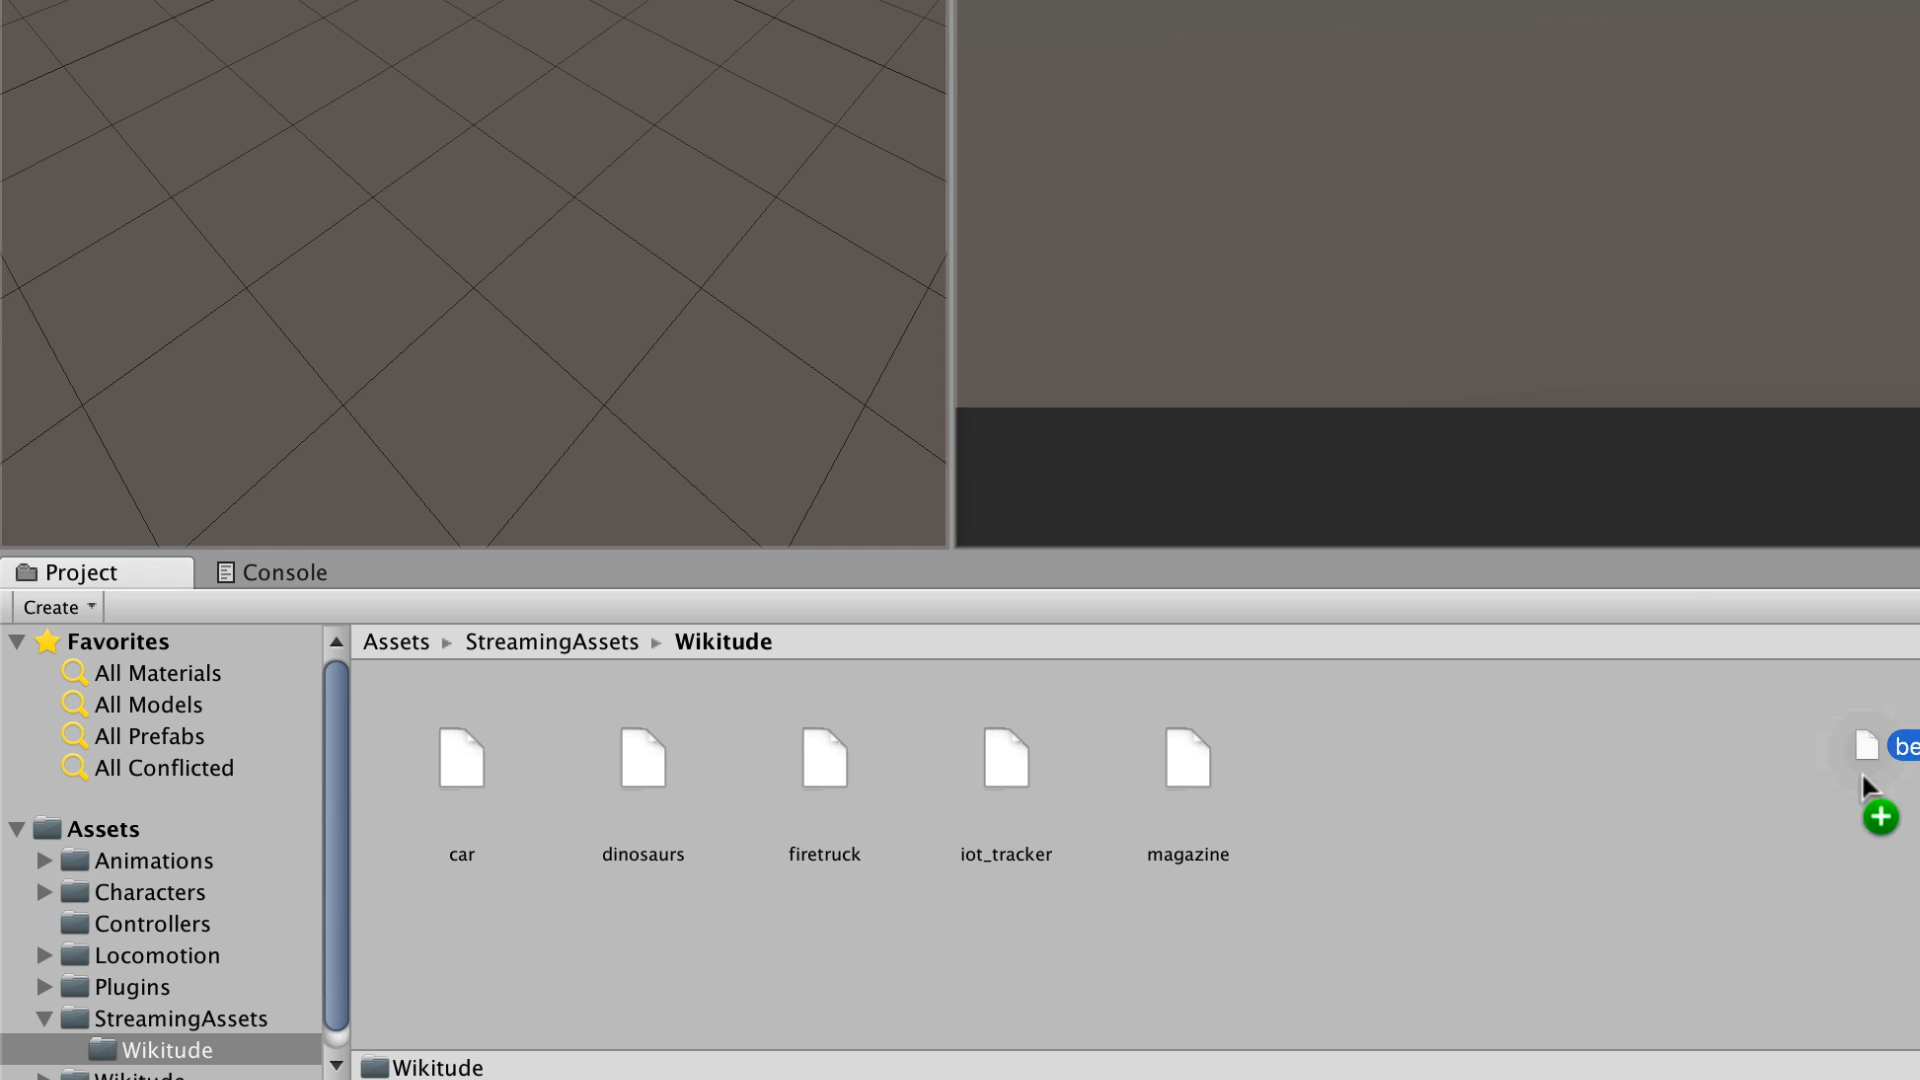 Project
Console
Create
Favorites
Assets
StreamingAssets
Wikitude
All Materials
All Models
All Prefabs
be
All Conflicted
Assets
car
dinosaurs
firetruck
iot_tracker
magazine
Animations
Characters
Controllers
Locomotion
Plugins
StreamingAssets
Wikitude
Wikitude
Wikitude